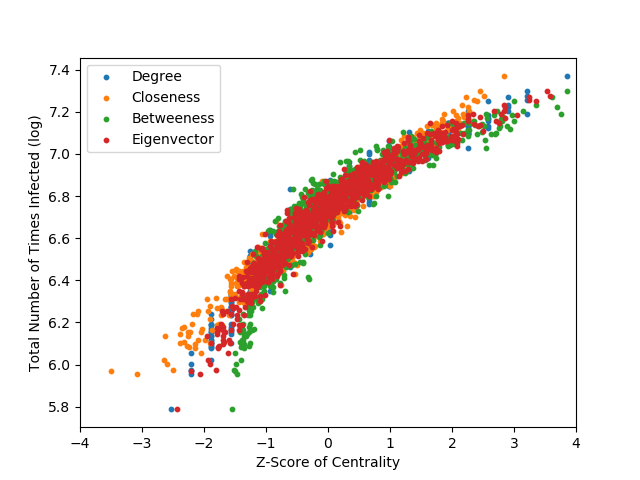 Degree
Closeness
Betweeness
Eigenvector
Total Number of Times Infected (log)
7.4
7.2
7.0
6.8
6.6
6.4
6.2
6.0
5.8
−4 −3 −2 −1 0 1 2 3 4
Z-Score of Centrality